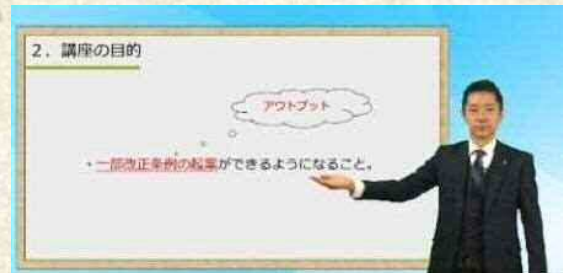 2．講座の目的
アウトプット
・一部改正条例の起案ができるようになること。